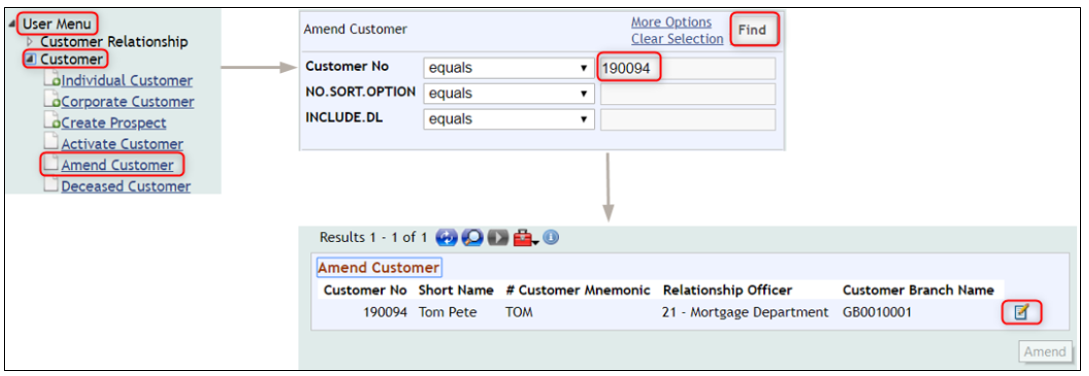 User Menu
Customer Relationship
Customer
Individual Customer
Corporate Customer
Create Prospect
Activate Customer
Amend Customer
Deceased Customer
Amend Customer
More Options
Clear Selection
Find
Customer No equals 190094
NO.SORT.OPTION equals
INCLUDE.DL equals
Results 1 - 1 of 1
Amend Customer
Customer No Short Name # Customer Mnemonic Relationship Officer Customer Branch Name
190094 Tom Pete TOM 21 - Mortgage Department GB0010001
Amend